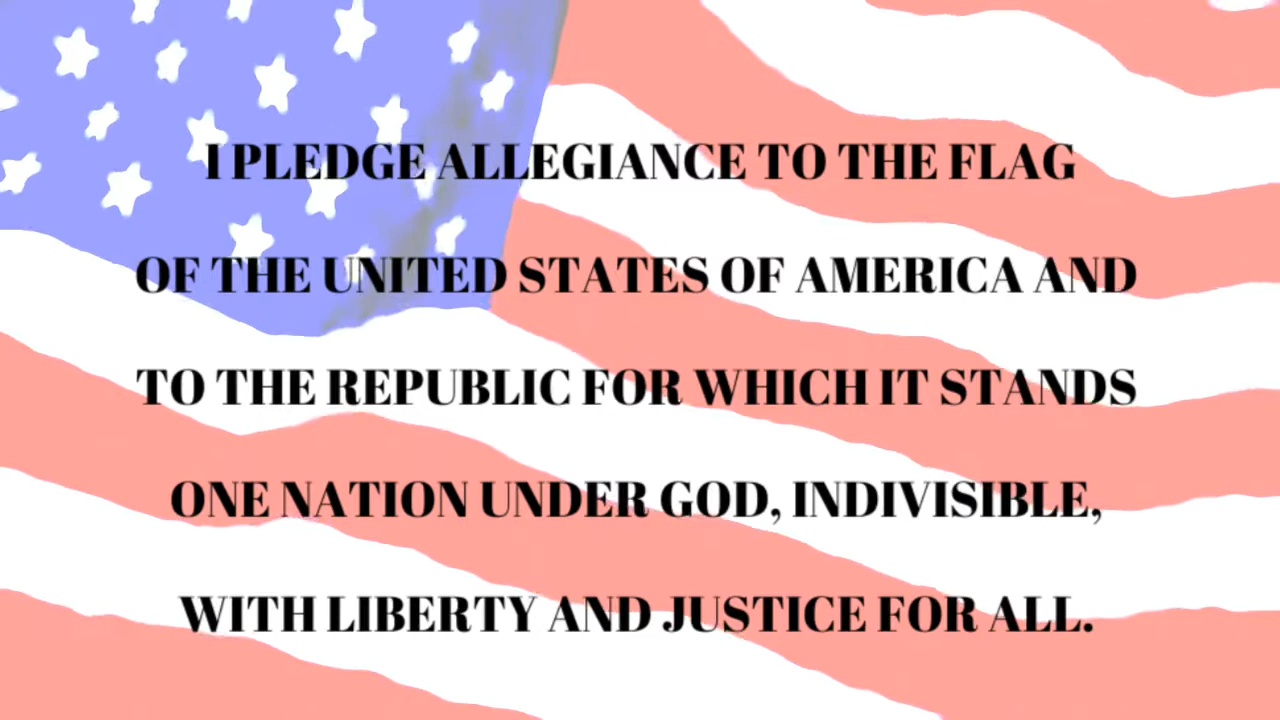 I PLEDGE ALLEGIANCE TO THE FLAG
OF THE UNITED STATES OF AMERICA AND
TO THE REPUBLIC FOR WHICH IT STANDS
ONE NATION UNDER GOD, INDIVISIBLE,
WITH LIBERTY AND JUSTICE FOR ALL.